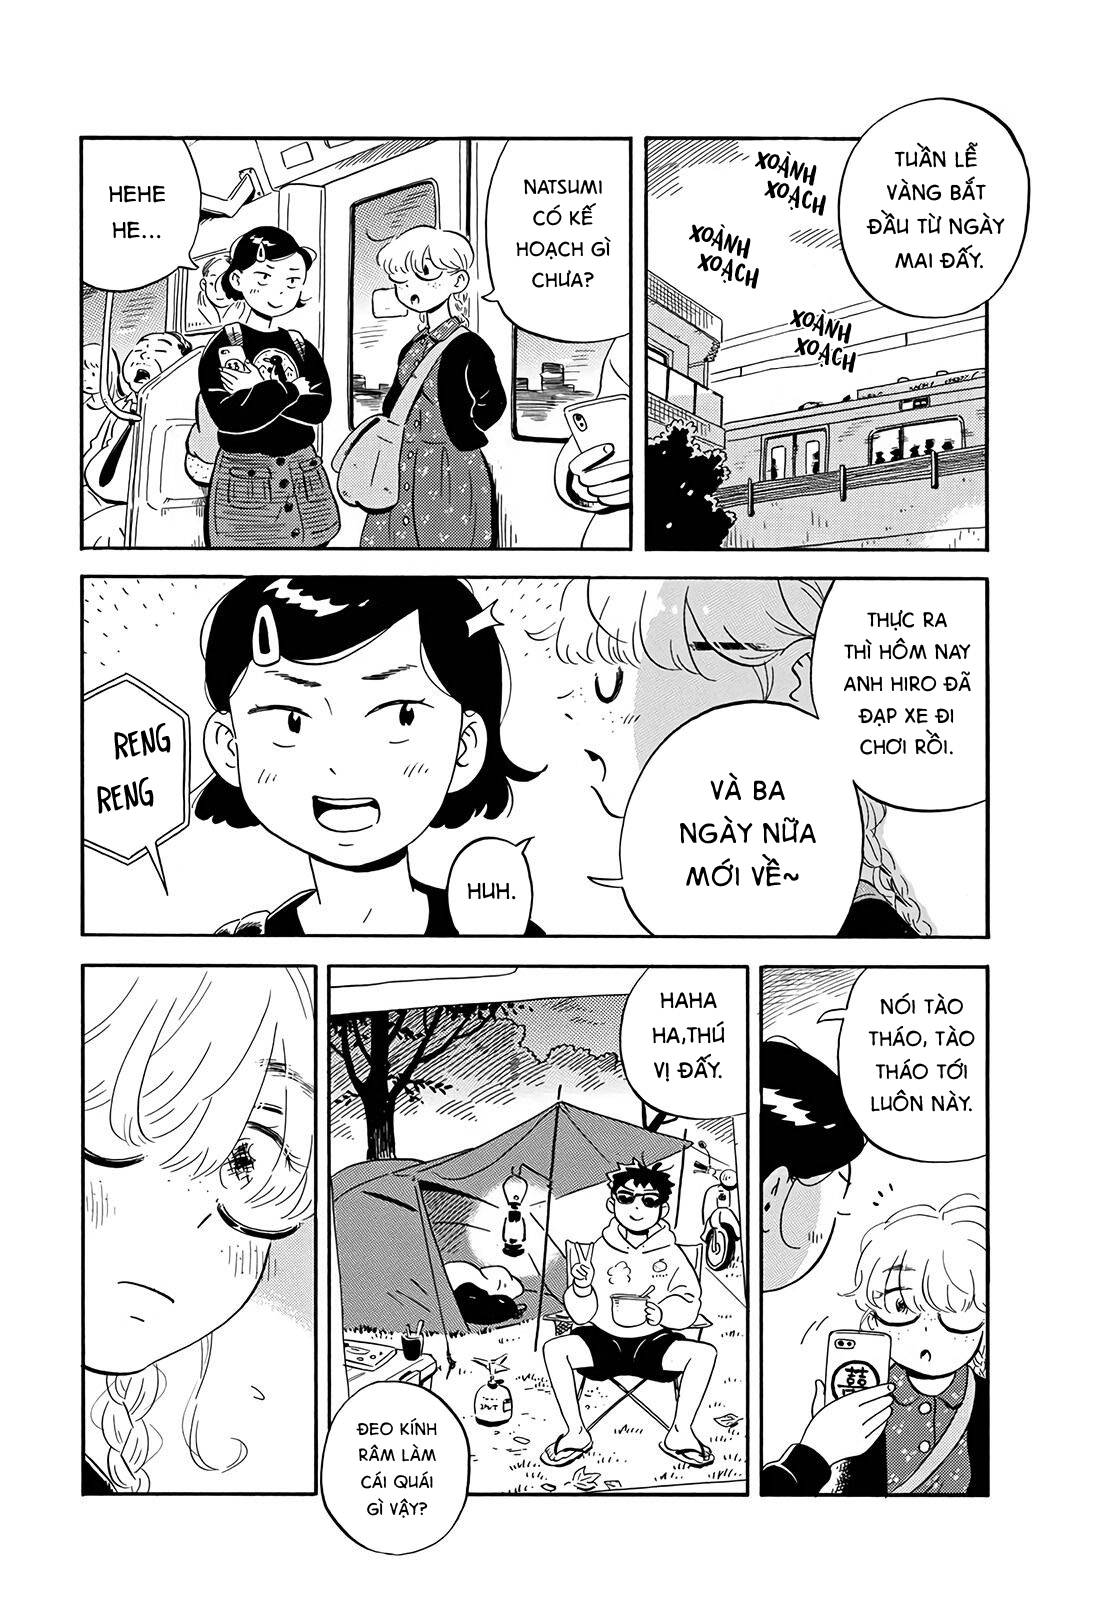 TUẦN LỄ
VÀNG BẮT
ĐẦU TỪ NGÀY
MAI ĐẤY.
XOÀNH
XOẠCH
XOÀNH
XOẠCH
XOÀNH
XOẠCH
NATSUMI
CÓ KẾ
HOẠCH GÌ
CHƯA?
HEHE
HE...
THỰC RA
THÌ HÔM NAY
ANH HIRO ĐÃ
ĐẠP XE ĐI
CHƠI RỒI.
VÀ BA
NGÀY NỮA
MỚI VỀ~
HUH.
RENG
RENG
NÓI TÀO
THÁO, TÀO
THÁO TỚI
LUÔN NÀY.
囍
HAHA
HA,THÚ
VỊ ĐẤY.
ĐEO KÍNH
RÂM LÀM
CÁI QUÁI
GÌ VẬY?